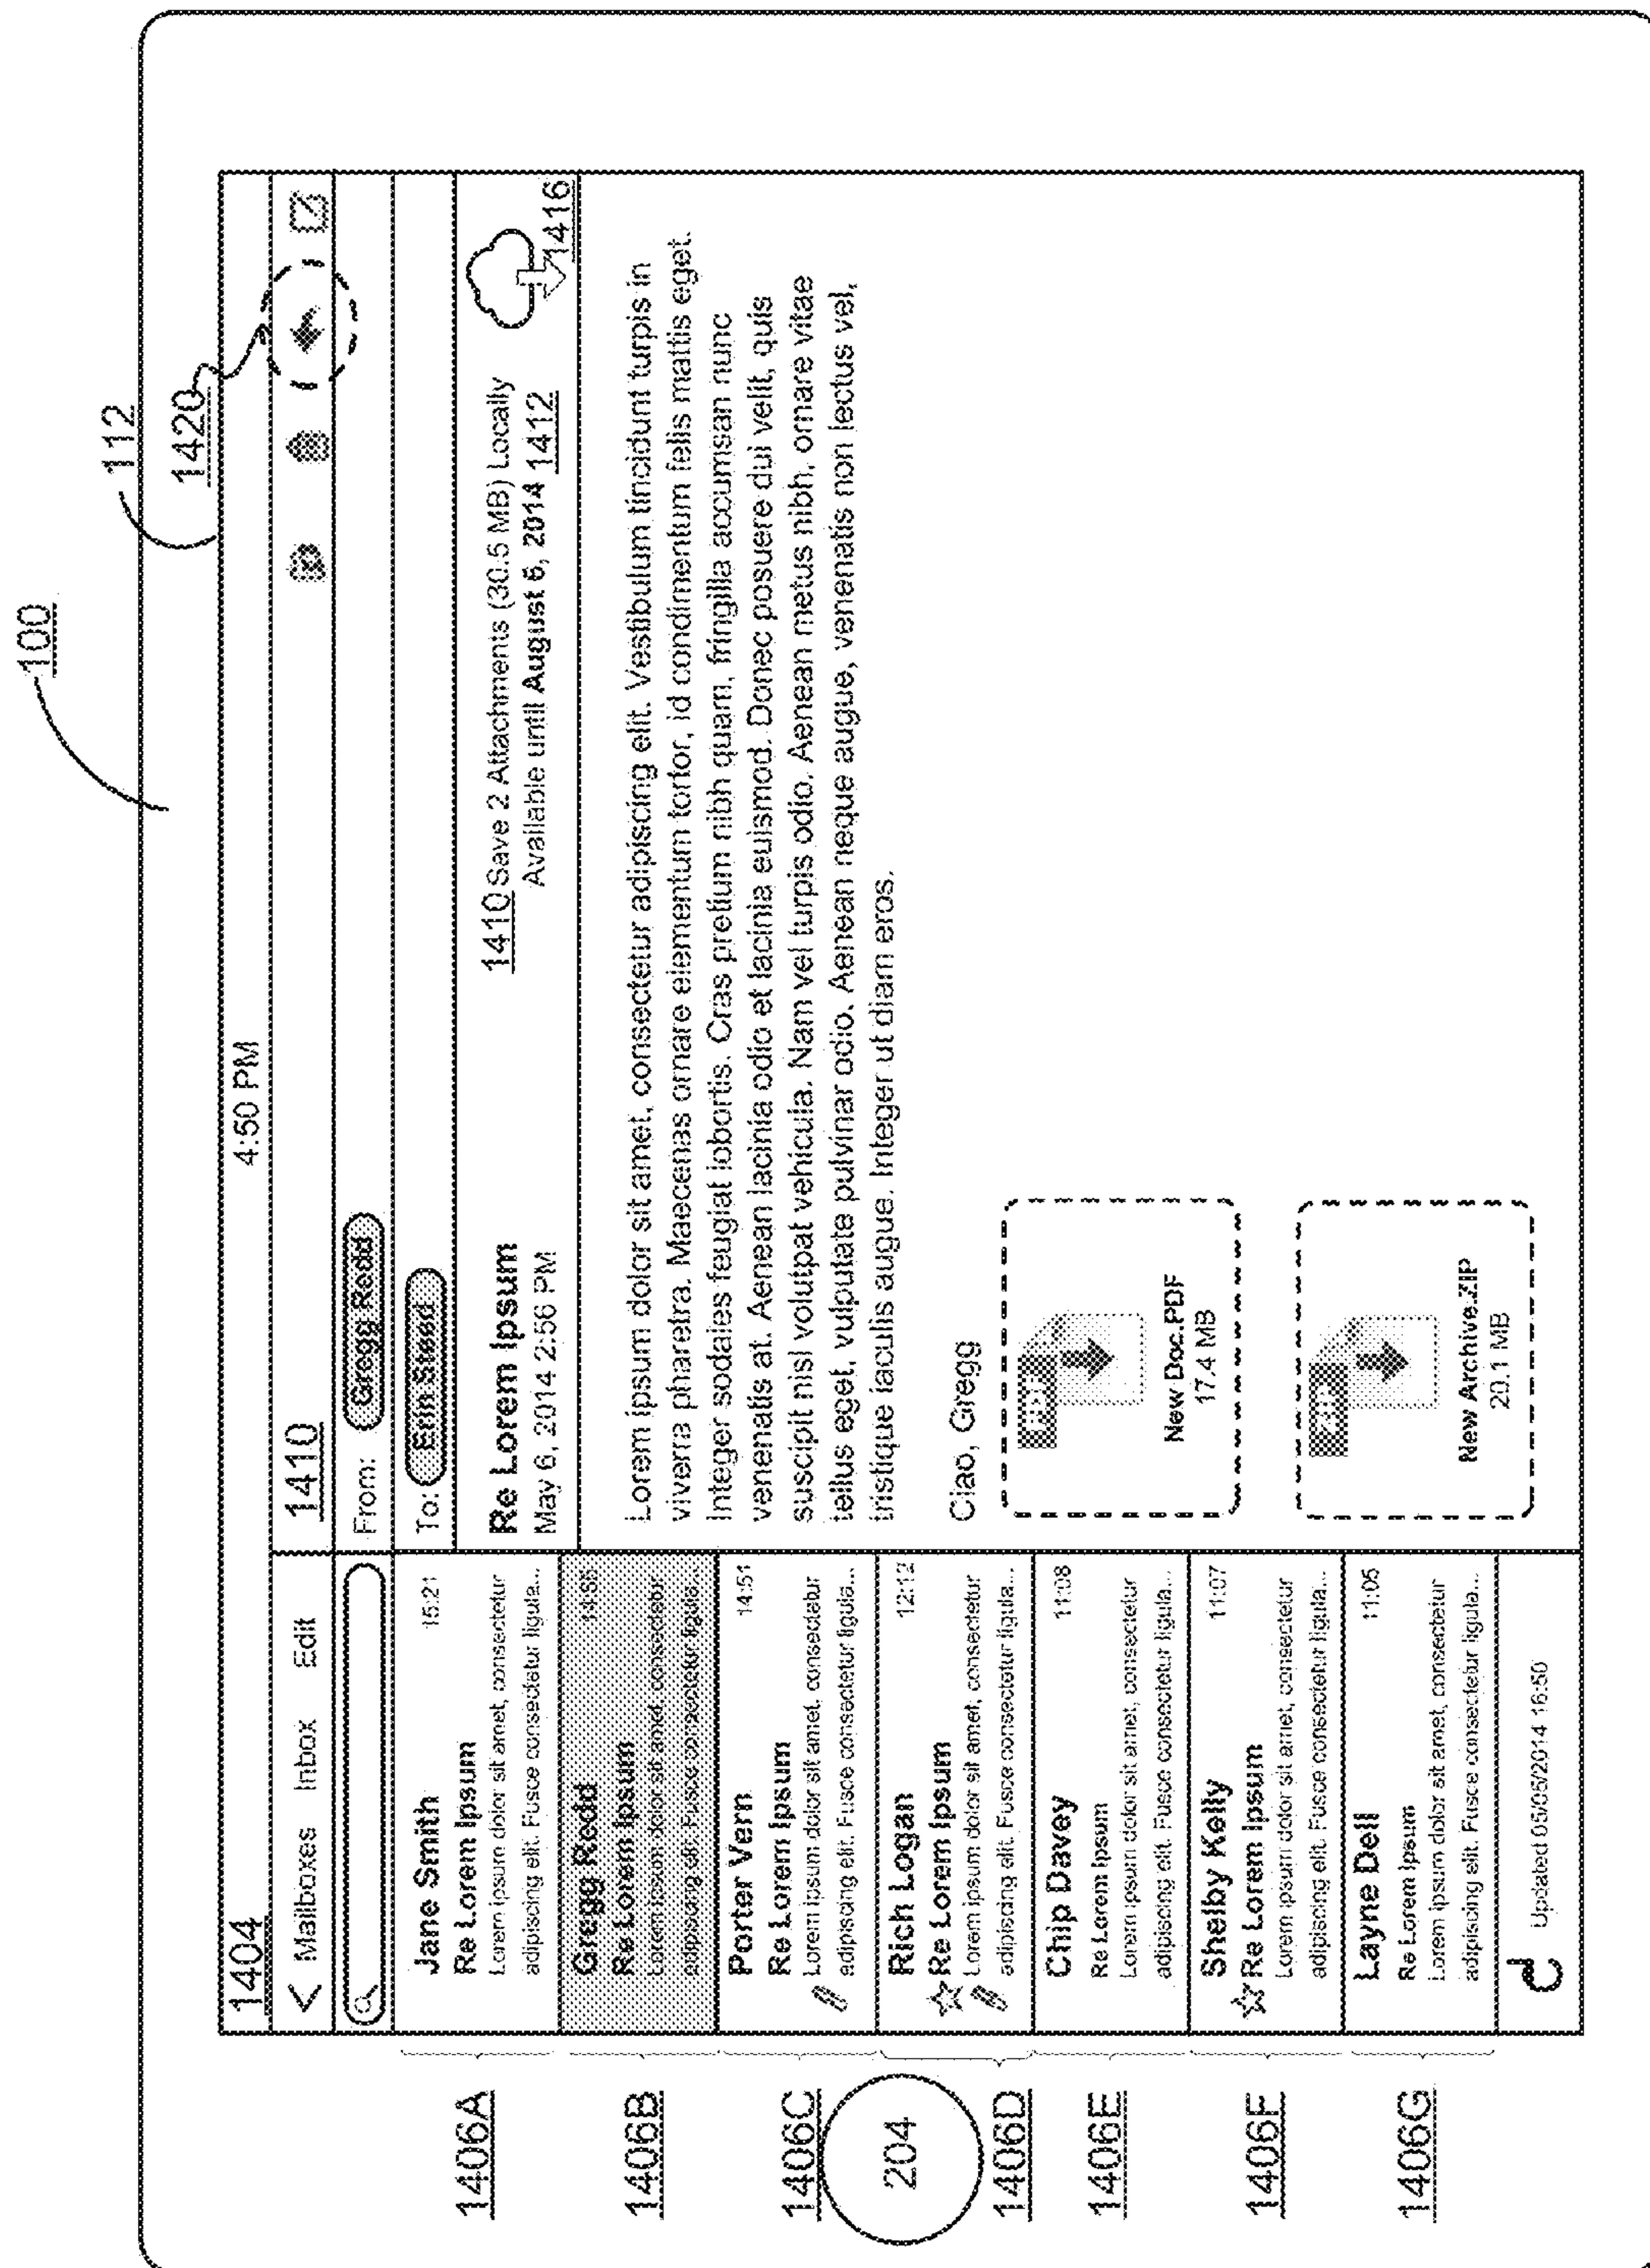 100
112
1420
1404
4:50 PM
< Mailboxes Inbox Edit
1410
From: Gregg Redd
To: Erin Steed
Re Lorem Ipsum
May 6, 2014 2:56 PM
1410 Save 2 Attachments (30.5 MB) Locally
Available until August 6, 2014 1412
1416
Lorem ipsum dolor sit amet, consectetur adipiscing elit. Vestibulum tincidunt turpis in
viverra pharetra. Maecenas ornare elementum tortor, id condimentum felis mattis eget.
Integer sodales feugiat lobortis. Cras pretium nibh quam, fringilla accumsan nunc
venenatis at. Aenean lacinia odio et lacinia euismod. Donec posuere dui velit, quis
suscipit nisl volutpat vehicula. Nam vel turpis odio. Aenean metus nibh, ornare vitae
tellus eget, vulputate pulvinar odio. Aenean neque augue, venenatis non lectus vel,
tristique iaculis augue. Integer ut diam eros.
Ciao, Gregg
New Doc.PDF
17.4 MB
New Archive.ZIP
20.1 MB
1406A
Jane Smith 15:21
Re Lorem Ipsum
Lorem ipsum dolor sit amet, consectetur
adipiscing elit. Fusce consectetur ligula...
1406B
Gregg Redd
Re Lorem Ipsum
Lorem ipsum dolor sit amet, consectetur
adipiscing elit. Fusce consectetur ligula...
1406C
Porter Vern 14:51
Re Lorem Ipsum
Lorem ipsum dolor sit amet, consectetur
adipiscing elit. Fusce consectetur ligula...
204
1406D
Rich Logan 12:12
Re Lorem Ipsum
Lorem ipsum dolor sit amet, consectetur
adipiscing elit. Fusce consectetur ligula...
1406E
Chip Davey 11:08
Re Lorem Ipsum
Lorem ipsum dolor sit amet, consectetur
adipiscing elit. Fusce consectetur ligula...
1406F
Shelby Kelly 11:07
Re Lorem Ipsum
Lorem ipsum dolor sit amet, consectetur
adipiscing elit. Fusce consectetur ligula...
1406G
Layne Dell 11:05
Re Lorem Ipsum
Lorem ipsum dolor sit amet, consectetur
adipiscing elit. Fusce consectetur ligula...
Updated 05/06/2014 16:50